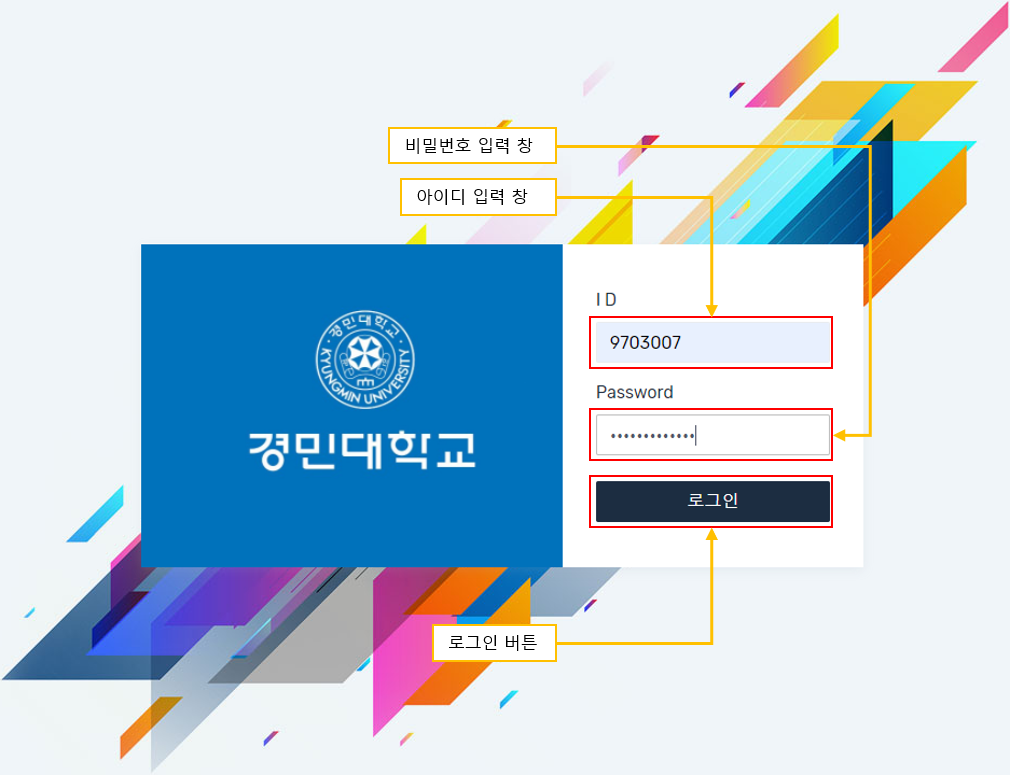 비밀번호 입력 창
아이디 입력 창
· 경민대학교 ·
KYUNGMIN UNIVERSITY
경민대학교
I D
9703007
Password
•••••••••••••
로그인
로그인 버튼